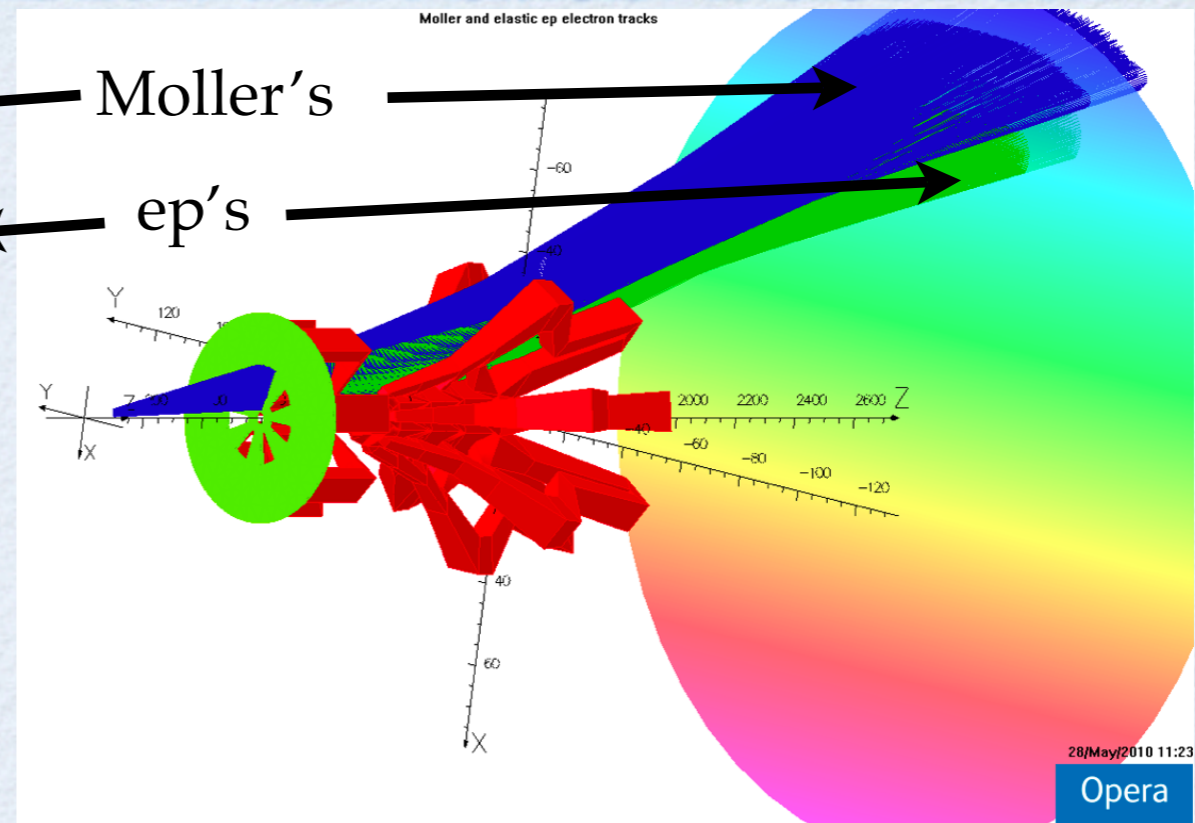 Moller and elastic ep electron tracks
Moller's
ep's
-60
-40
Y
120
Y
Z
X
2000 2200 2400 2600 Z
-40
-60
-80
-100
-120
40
60
X
28/May/2010 11:23
Opera